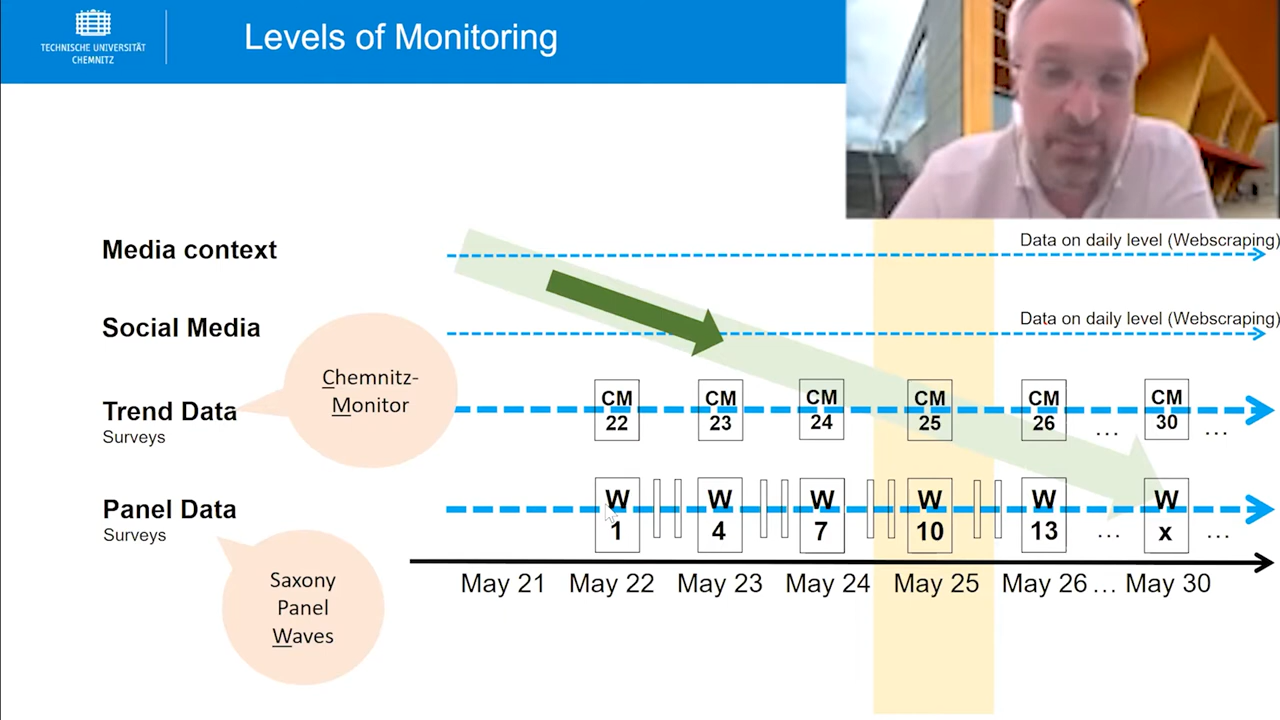 TECHNISCHE UNIVERSITÄT
CHEMNITZ
Levels of Monitoring
Media context
Data on daily level (Webscraping)
Social Media
Data on daily level (Webscraping)
Chemnitz-
Monitor
Trend Data
Surveys
CM
22
CM
23
CM
24
CM
25
CM
26
...
CM
30
...
Panel Data
Surveys
W
1
W
4
W
7
W
10
W
13
...
W
x
...
Saxony
Panel
Waves
May 21 May 22 May 23 May 24 May 25 May 26 ... May 30